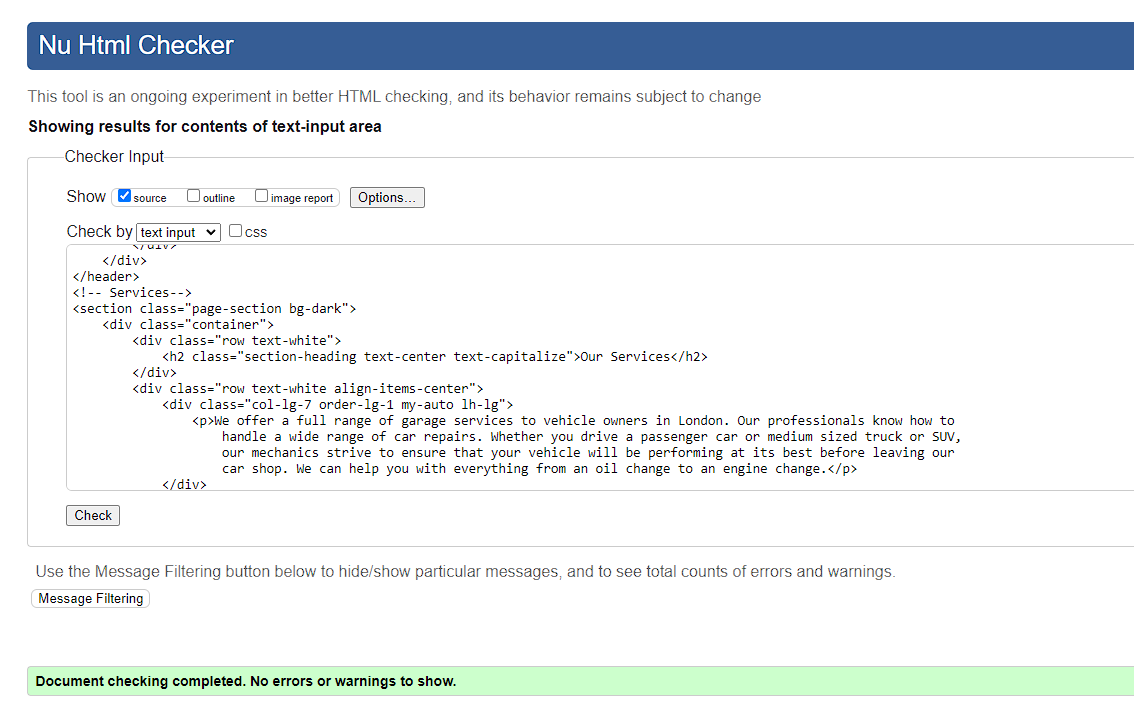 Nu Html Checker
This tool is an ongoing experiment in better HTML checking, and its behavior remains subject to change
Showing results for contents of text-input area
Checker Input
Show source outline image report Options...
Check by text input css
</div>
</div>
</header>
<!-- Services-->
<section class="page-section bg-dark">
<div class="container">
<div class="row text-white">
<h2 class="section-heading text-center text-capitalize">Our Services</h2>
</div>
<div class="row text-white align-items-center">
<div class="col-lg-7 order-lg-1 my-auto lh-lg">
<p>We offer a full range of garage services to vehicle owners in London. Our professionals know how to
handle a wide range of car repairs. Whether you drive a passenger car or medium sized truck or SUV,
our mechanics strive to ensure that your vehicle will be performing at its best before leaving our
car shop. We can help you with everything from an oil change to an engine change.</p>
</div>
Check
Use the Message Filtering button below to hide/show particular messages, and to see total counts of errors and warnings.
Message Filtering
Document checking completed. No errors or warnings to show.